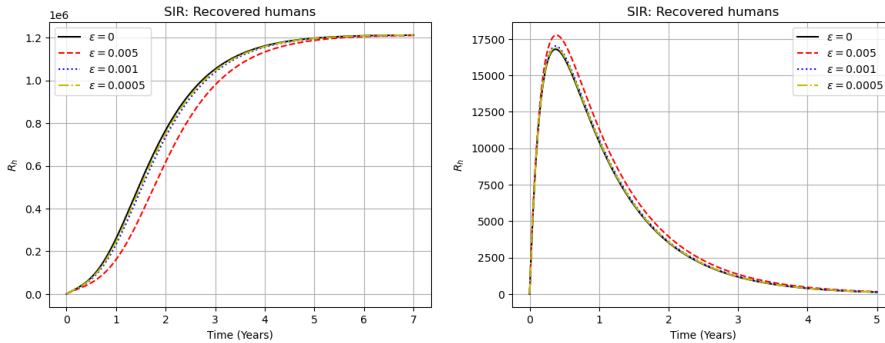 SIR: Recovered humans
1e6
1.2
1.0
0.8
0.6
0.4
0.2
0.0
R_h
ε = 0
ε = 0.005
ε = 0.001
ε = 0.0005
0 1 2 3 4 5 6 7
Time (Years)
SIR: Recovered humans
17500
15000
12500
10000
7500
5000
2500
0
R_h
ε = 0
ε = 0.005
ε = 0.001
ε = 0.0005
0 1 2 3 4 5
Time (Years)